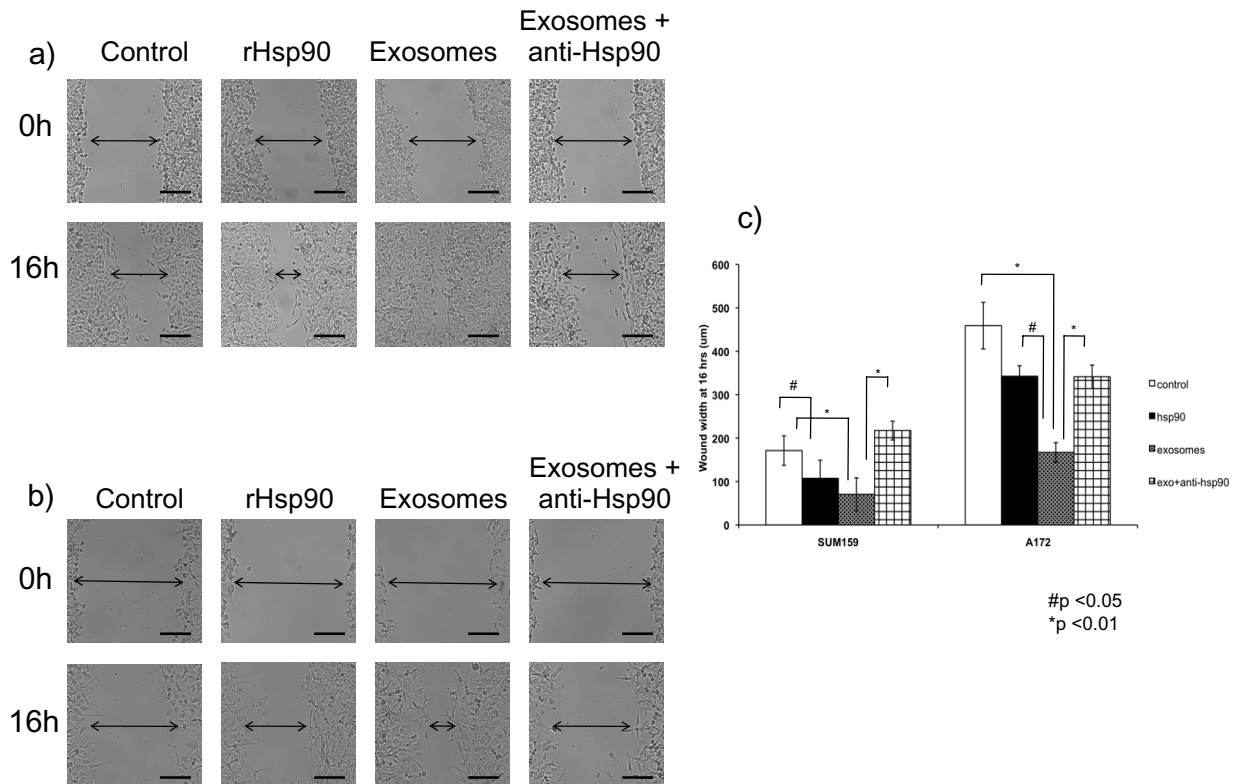 a)
Control
rHsp90
Exosomes
Exosomes +
anti-Hsp90
0h
16h
b)
Control
rHsp90
Exosomes
Exosomes +
anti-Hsp90
0h
16h
c)
Wound width at 16 hrs (um)
600
500
400
300
200
100
0
#
*
*
*
#
*
SUM159
A172
control
hsp90
exosomes
exo+anti-hsp90
#p <0.05
*p <0.01